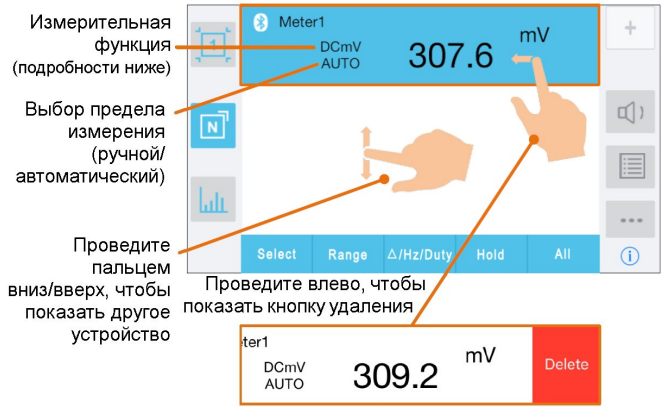 Измерительная
функция
(подробности ниже)
Выбор предела
измерения
(ручной/
автоматический)
Проведите
пальцем
вниз/вверх, чтобы
показать другое
устройство
1
N
Meter1
DCmV
AUTO
307.6
mV
+
Select
Range
Δ/Hz/Duty
Hold
All
i
Проведите влево, чтобы
показать кнопку удаления
ter1
DCmV
AUTO
309.2
mV
Delete